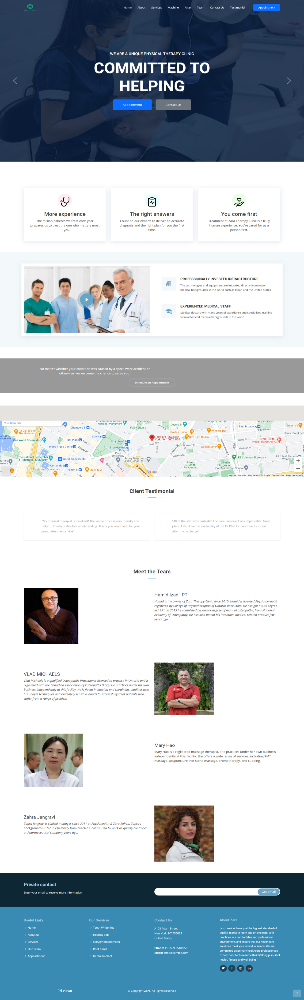 Zara Clinic
Home About Services Machine Attar Team Contact Us Testimonial Appointment
WE ARE A UNIQUE PHYSICAL THERAPY CLINIC
COMMITTED TO
HELPING
Appointment Contact Us
More experience
The million patients we treat each year
prepares us to treat the one who matters most
— you.
The right answers
Count on our experts to deliver an accurate
diagnosis and the right plan for you the first
time.
You come first
Treatment at Zara Therapy Clinic is a truly
human experience. You're cared for as a
person first.
PROFESSIONALLY INVESTED INFRASTRUCTURE
The technologies and equipment are imported directly from major
medical backgrounds in the world such as Japan and the United States
EXPERIENCED MEDICAL STAFF
Medical doctors with many years of experience and specialized training
from advanced medical backgrounds in the world
No matter whether your condition was caused by a sport, work accident or
otherwise, we welcome the chance to serve you.
Schedule an Appointment
View larger map
African Burial Ground
National Monument
Paine Park
Foley Square
Worth St
Doyers St
Eldridge Street
Seward Park
Ernesto's
PJ Clarke's On
The Hudson
West St
Chambers St
Warren St
Golden Unicorn
Winnie's Bar
East Broadway
E Broadway
Henry Street
One World Observatory
Park Place
Park Pl
City Hall
Chambers St
150 Park Row, New
York, NY 10007, USA
Dim Sum Go Go
Henry St
NYC Health +
Hospitals/Gotham...
World Trade Center
Barclay St
Brooklyn Bridge
City Hall
Park Row
Pearl St
St James Pl
Golden Diner
Manhattan Bridge
Pike St
Madison St
Madison St
The National September
11 Memorial & Museum
World Trade Center
Pace
University
Murry Bergtraum
High School for...
Alfred
E. Smith
Playground
Coleman
Playground
LES Coleman Skatepark
PS 184M Shuang
Wen
Cortlandt St
Eataly NYC Downtown
Fulton St
Chick-fil-A
Beekman St
Google
One Manhattan Square
Keyboard shortcuts Map data ©2023 Google Terms of Use Report a map error
Client Testimonial
"My physical therapist is excellent! The whole office is very friendly and
helpful. Physio is absolutely outstanding. Thank you very much for your
great, attentive service"
"All of the staff was fantastic! The care I received was impeccable. Great
place! I also love the availability of the Fit Plan for continued support
after my discharge"
Meet the Team
Hamid Izadi, PT
Hamid is the owner of Zara Therapy Clinic since 2010. Hamid is licensed Physiotherapist,
registered by College of Physiotherapists of Ontario since 2008. He has got his Bs degree
in 1991. In 2015 he completed his doctor degree of manual osteopathy, from National
Academy of Osteopathy. He has also patent his invention, medical related product few
years ago.
VLAD MICHAELS
Vlad Michaels is a qualified Osteopathic Practitioner licensed to practice in Ontario and is
registered with the Canadian Association of Osteopaths (ACO). He practices under his own
business independently at this facility. He is fluent in Russian and Ukrainian. Vladimir uses
his unique techniques and extremely sensitive hands to successfully treat patients who
suffer from a range of problem
Mary Hao
Mary Hao is a registered massage therapist. She practices under her own business
independently at this facility. She offers a wide range of services, including RMT
massage, acupuncture, hot stone massage, aromatherapy, and cupping.
Zahra Jangravi
Zahra Jangravi is clinical manager since 2011 at Physiohealth & Zara Rehab. Zahra's
background is B S.c in Chemistry from overseas. Zahra used to work as quality controller
at Pharmaceutical company years ago.
Private contact
Enter your email to receive more information
Get email
Useful Links
Home
About us
Services
Our Team
Appointment
Our Services
Teeth Whitening
Hearing aids
Sphygmomanometer
Root Canal
Dental Implant
Contact Us
A108 Adam Street
New York, NY 535022
United States
Phone: +1 5589 55488 55
Email: info@example.com
About Zara
Is to provide therapy at the highest standard of
quality in private room one-on-one care, with
practices in a comfortable and professional
environment, and ensure that our healthcare
solutions meet your individual needs. We are
committed as primary healthcare professionals
to help our clients resume their lifelong pursuit of
health, fitness, and well-being.
14 views
© Copyright Zara. All Rights Reserved